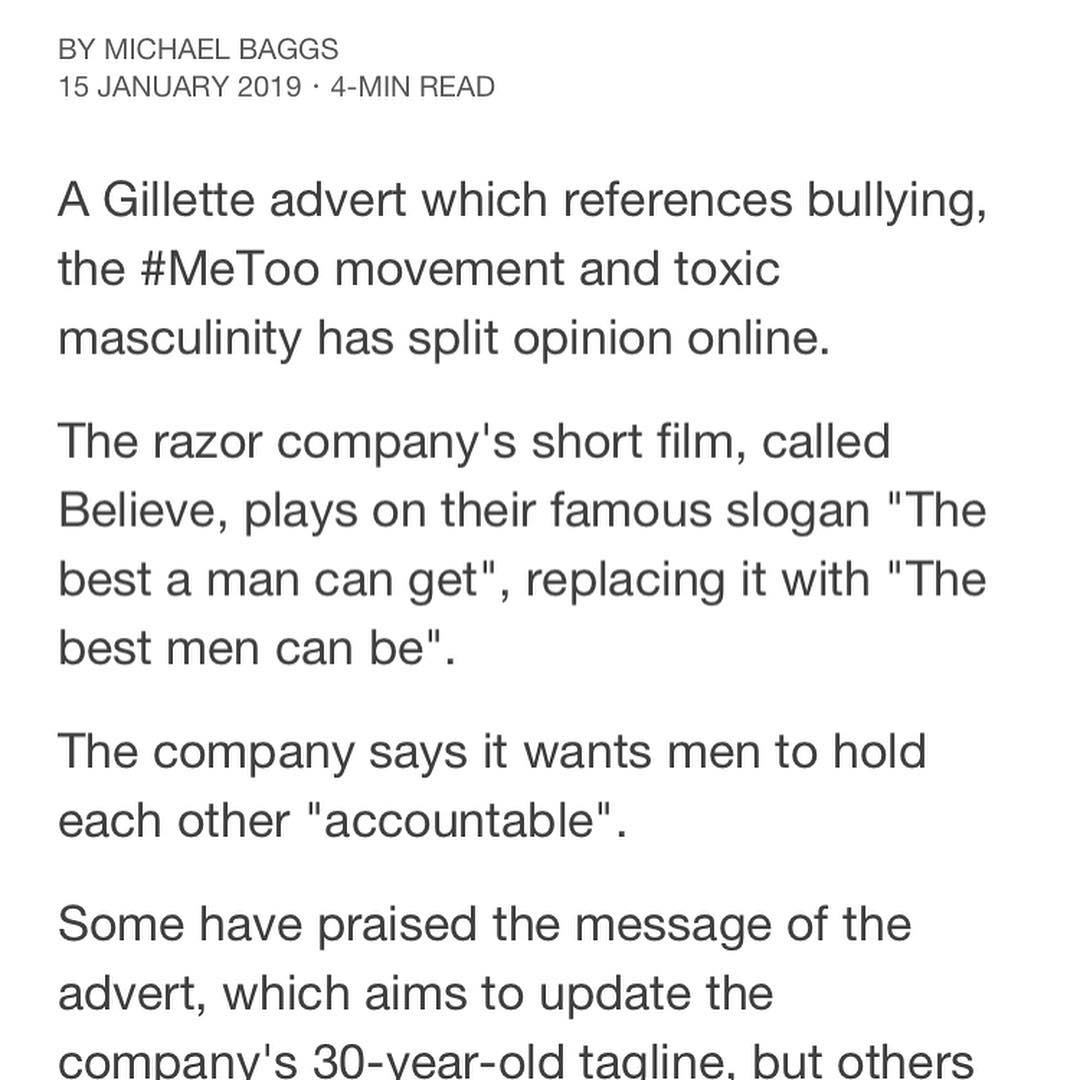 BY MICHAEL BAGGS
15 JANUARY 2019 · 4-MIN READ
A Gillette advert which references bullying,
the #MeToo movement and toxic
masculinity has split opinion online.
The razor company's short film, called
Believe, plays on their famous slogan "The
best a man can get", replacing it with "The
best men can be".
The company says it wants men to hold
each other "accountable".
Some have praised the message of the
advert, which aims to update the
company's 30-year-old tagline, but others